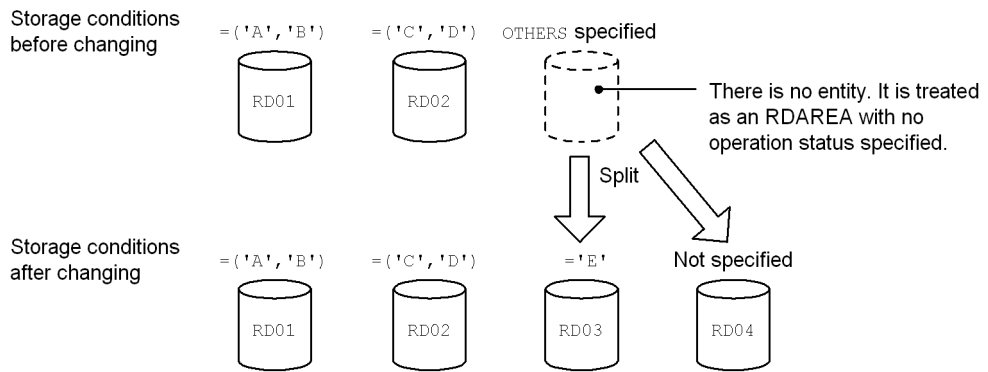 Storage conditions
before changing
=('A','B')
=('C','D')
OTHERS specified
RD01
RD02
There is no entity. It is treated
as an RDAREA with no
operation status specified.
Split
Storage conditions
after changing
=('A','B')
=('C','D')
='E'
Not specified
RD01
RD02
RD03
RD04